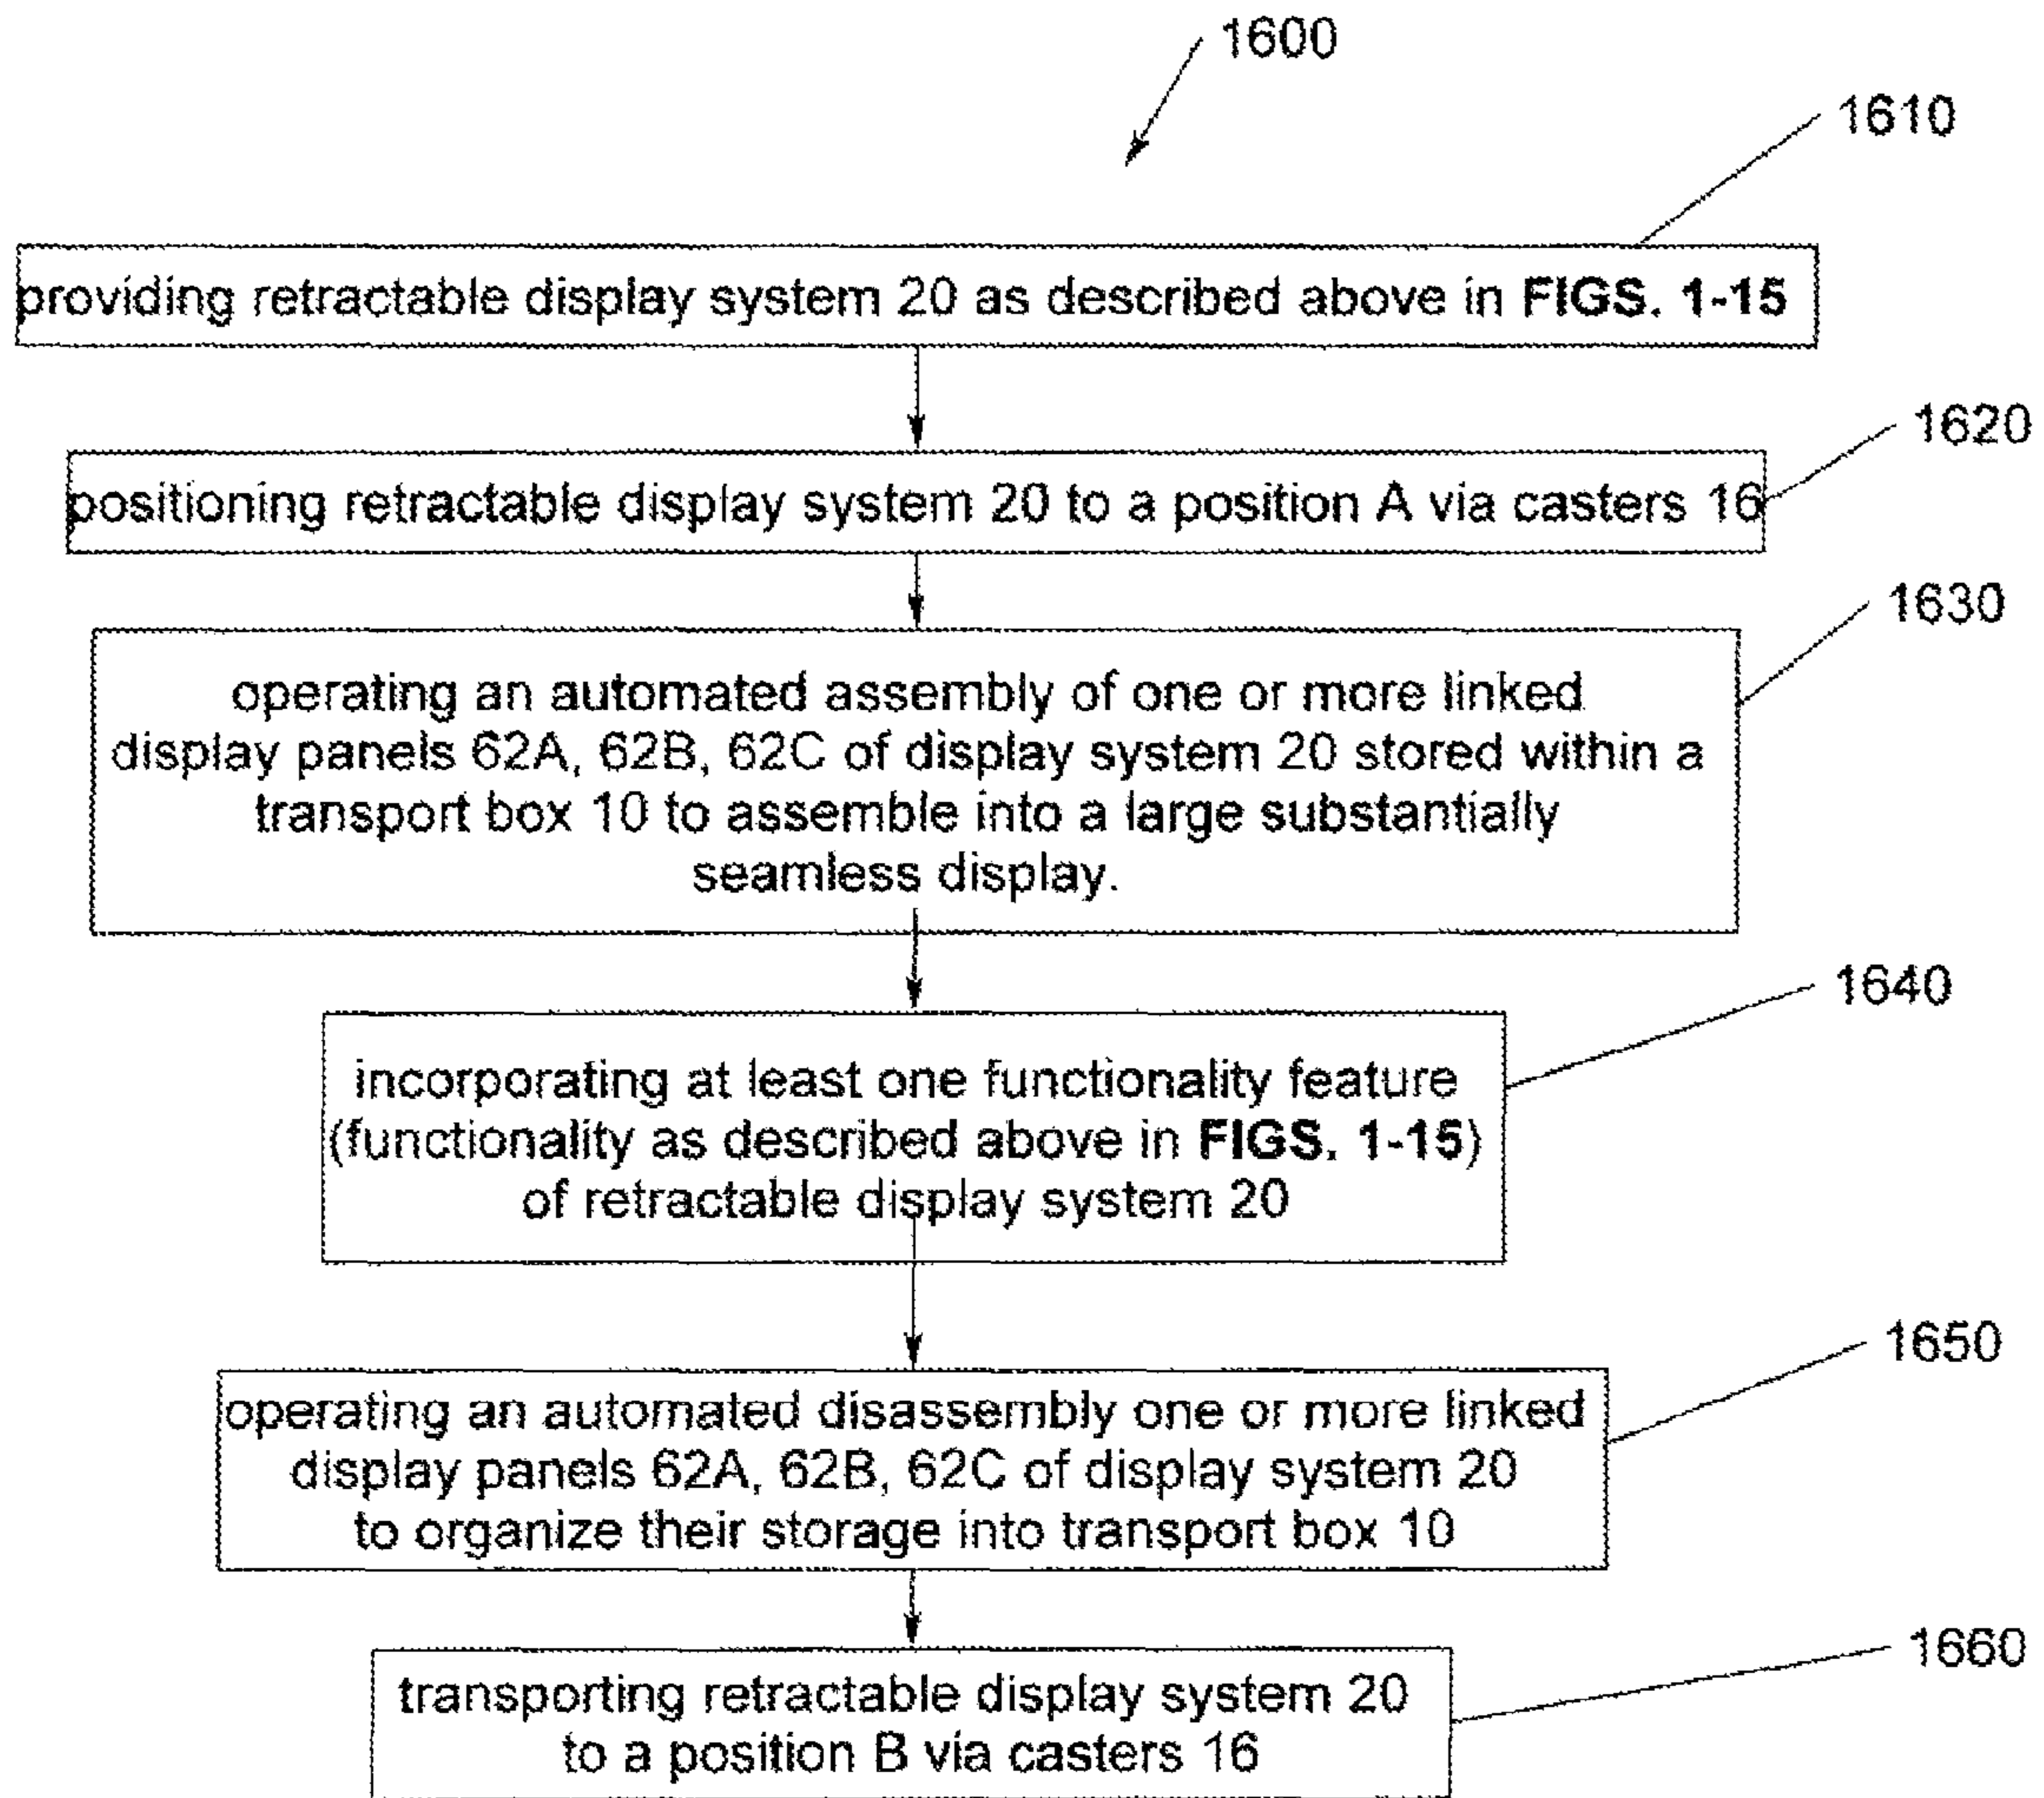 1600
1610
providing retractable display system 20 as described above in FIGS. 1-15
1620
positioning retractable display system 20 to a position A via casters 16
1630
operating an automated assembly of one or more linked
display panels 62A, 62B, 62C of display system 20 stored within a
transport box 10 to assemble into a large substantially
seamless display.
1640
incorporating at least one functionality feature
(functionality as described above in FIGS. 1-15)
of retractable display system 20
1650
operating an automated disassembly one or more linked
display panels 62A, 62B, 62C of display system 20
to organize their storage into transport box 10
1660
transporting retractable display system 20
to a position B via casters 16